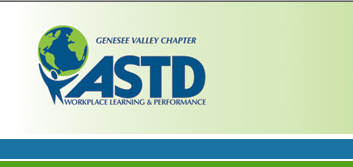 GENESEE VALLEY CHAPTER
ASTD
WORKPLACE LEARNING & PERFORMANCE